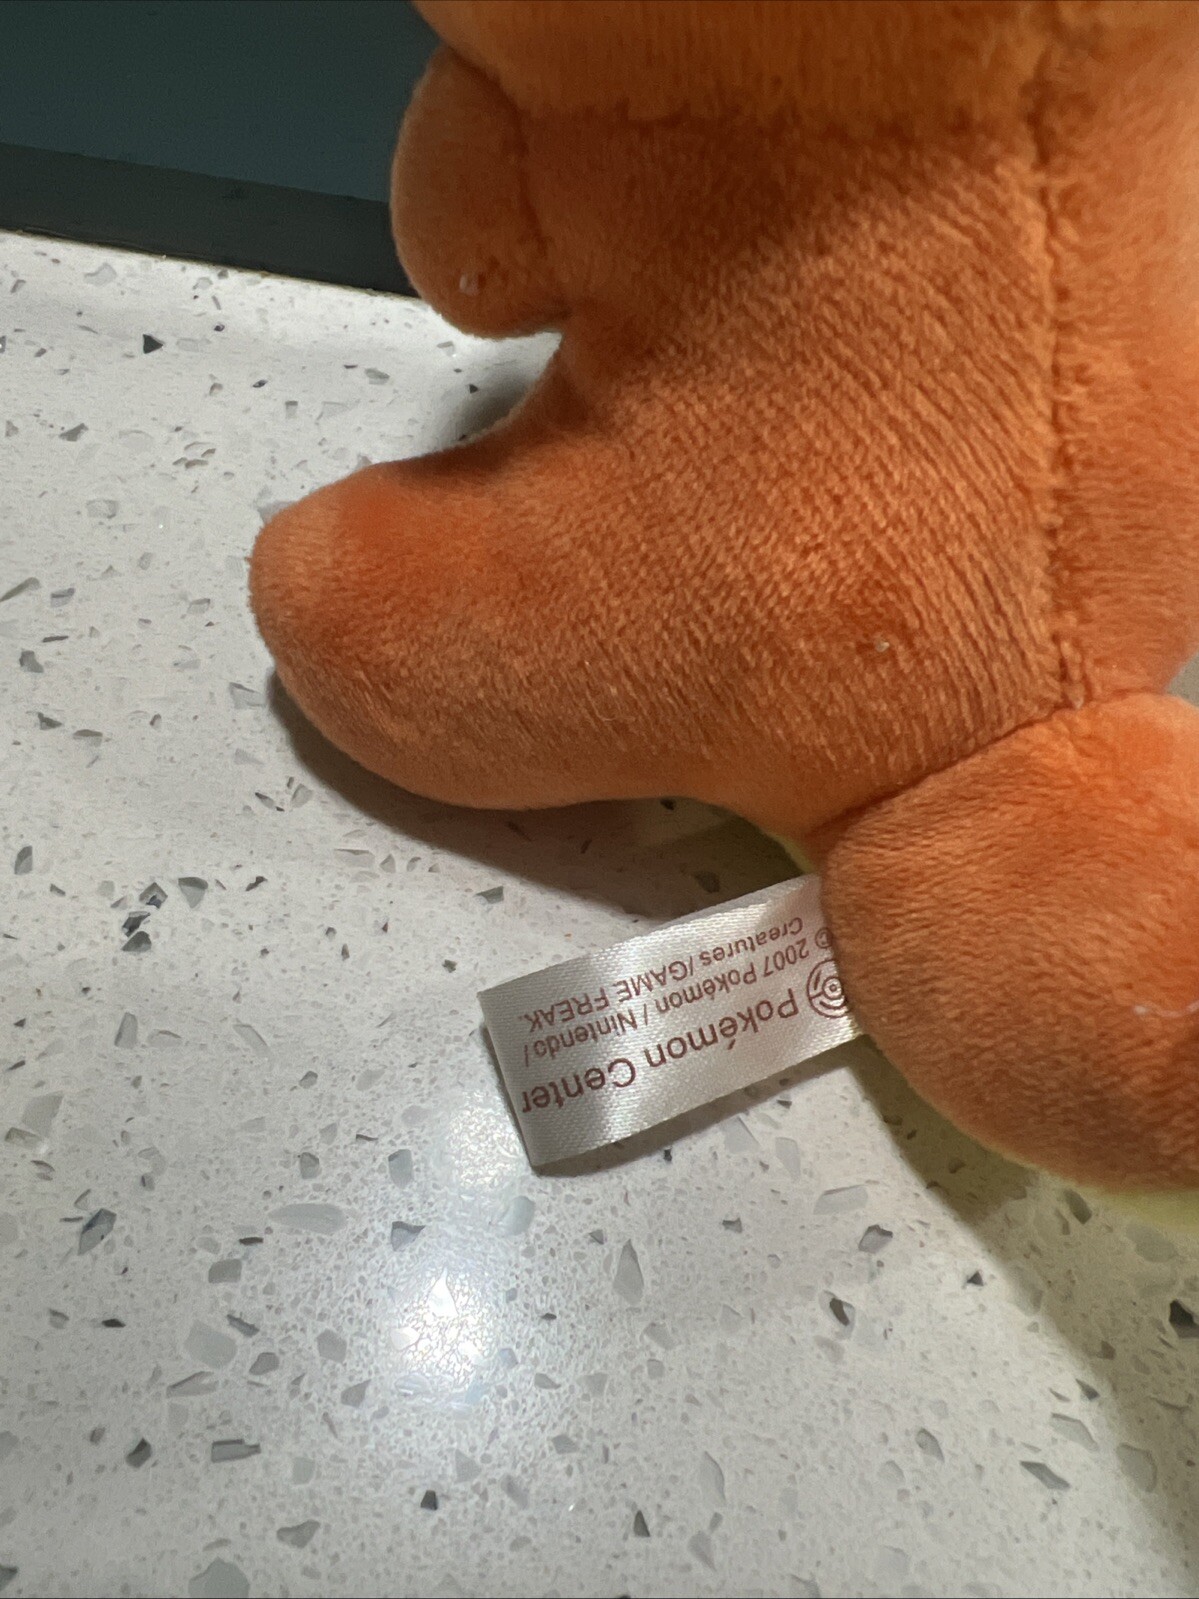 Pokémon Center
© 2007 Pokémon / Nintendo /
Creatures / GAME FREAK.